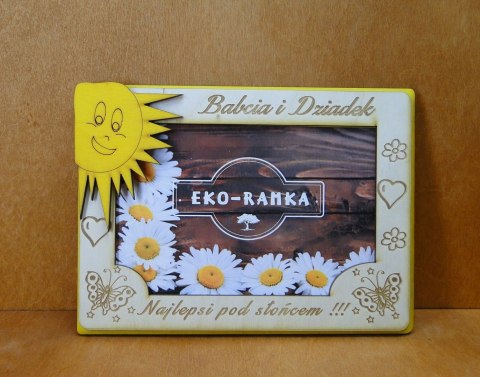 Babcia i Dziadek
EKO-RAMKA
Najlepsi pod słońcem !!!